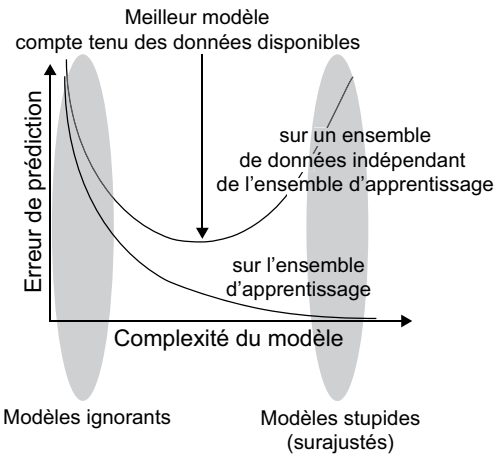 Meilleur modèle
compte tenu des données disponibles
Erreur de prédiction
sur un ensemble
de données indépendant
de l'ensemble d'apprentissage
sur l'ensemble
d'apprentissage
Complexité du modèle
Modèles ignorants
Modèles stupides
(surajustés)